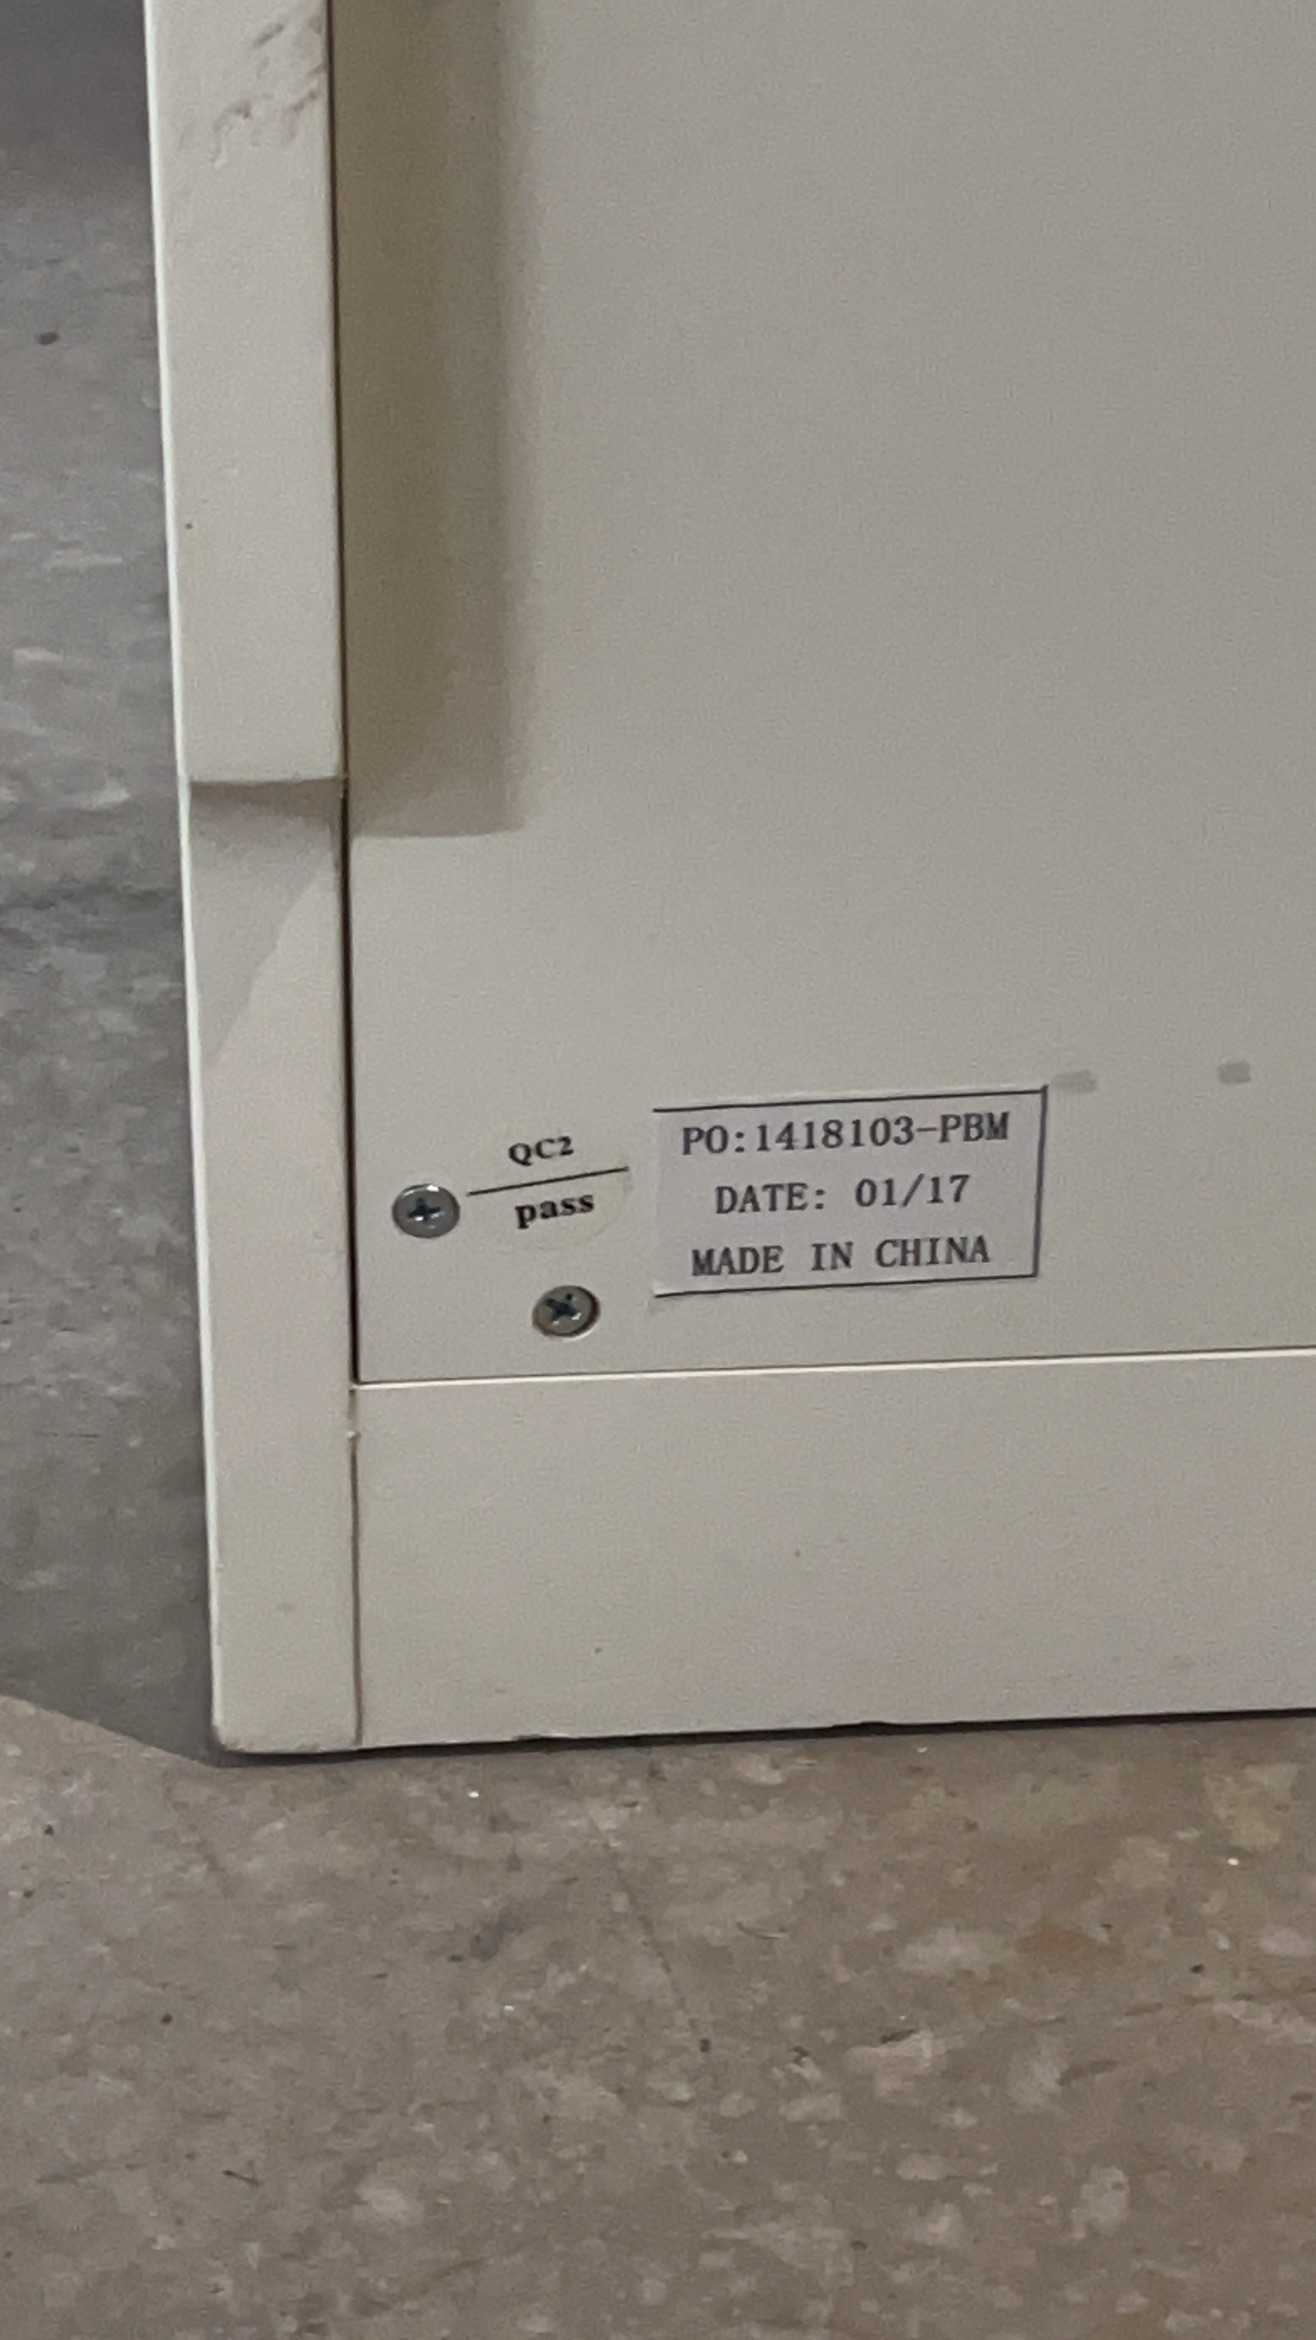 QC2
pass
PO:1418103-PBM
DATE: 01/17
MADE IN CHINA